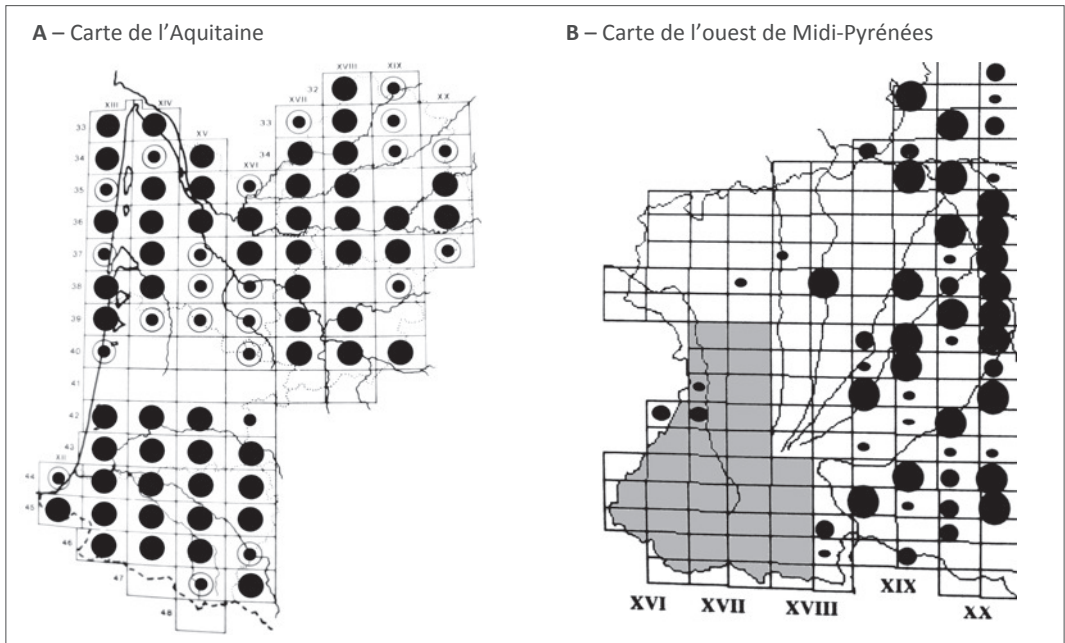 A – Carte de l’Aquitaine
B – Carte de l’ouest de Midi-Pyrénées
XVIII
XIX
32
XVII
XX
XIII
XIV
33
33
XV
34
34
XVI
35
36
37
38
39
40
41
42
43
XII
44
45
46
47
48
XVI
XVII
XVIII
XIX
XX